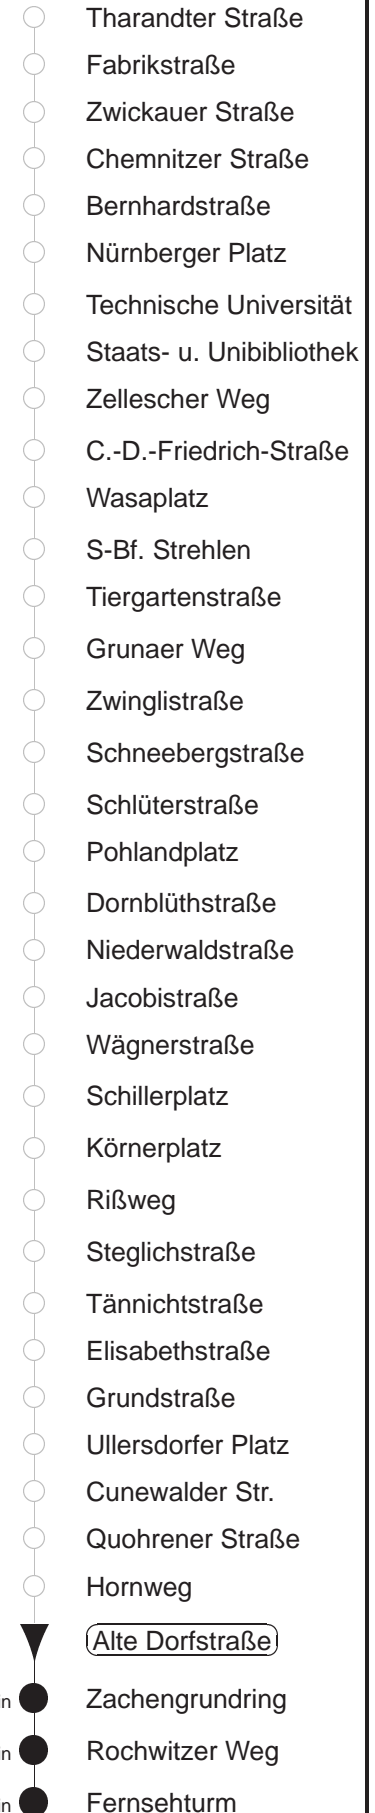 Tharandter Straße
Fabrikstraße
Zwickauer Straße
Chemnitzer Straße
Bernhardstraße
Nürnberger Platz
Technische Universität
Staats- u. Unibibliothek
Zellescher Weg
C.-D.-Friedrich-Straße
Wasaplatz
S-Bf. Strehlen
Tiergartenstraße
Grunaer Weg
Zwinglistraße
Schneebergstraße
Schlüterstraße
Pohlandplatz
Dornblüthstraße
Niederwaldstraße
Jacobistraße
Wägnerstraße
Schillerplatz
Körnerplatz
Rißweg
Steglichstraße
Tännichtstraße
Elisabethstraße
Grundstraße
Ullersdorfer Platz
Cunewalder Str.
Quohrener Straße
Hornweg
Alte Dorfstraße
Zachengrundring
Rochwitzer Weg
Fernsehturm